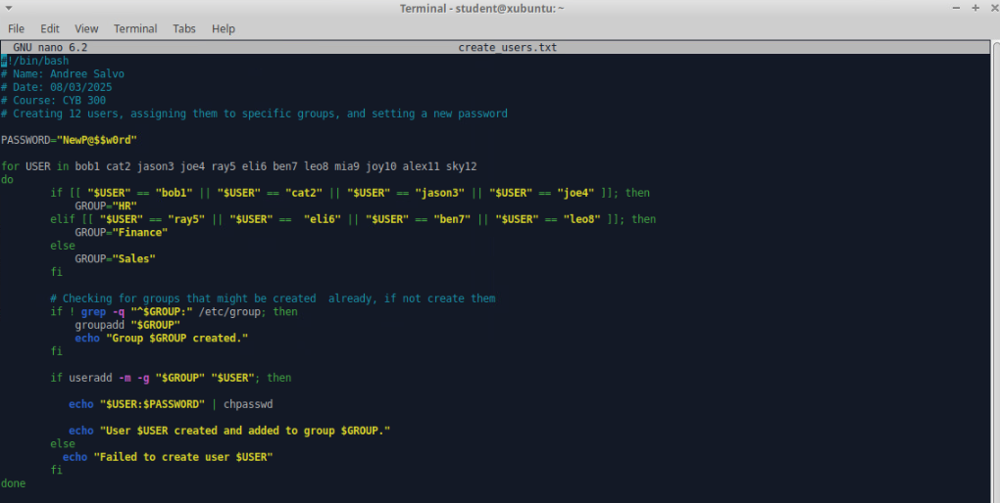 Terminal - student@xubuntu: ~
File Edit View Terminal Tabs Help
GNU nano 6.2 create_users.txt
#!/bin/bash
# Name: Andree Salvo
# Date: 08/03/2025
# Course: CYB 300
# Creating 12 users, assigning them to specific groups, and setting a new password
PASSWORD="NewP@$$w0rd"
for USER in bob1 cat2 jason3 joe4 ray5 eli6 ben7 leo8 mia9 joy10 alex11 sky12
do
if [[ "$USER" == "bob1" || "$USER" == "cat2" || "$USER" == "jason3" || "$USER" == "joe4" ]]; then
GROUP="HR"
elif [[ "$USER" == "ray5" || "$USER" ==  "eli6" || "$USER" == "ben7" || "$USER" == "leo8" ]]; then
GROUP="Finance"
else
GROUP="Sales"
fi
# Checking for groups that might be created  already, if not create them
if ! grep -q "^$GROUP:" /etc/group; then
groupadd "$GROUP"
echo "Group $GROUP created."
fi
if useradd -m -g "$GROUP" "$USER"; then
echo "$USER:$PASSWORD" | chpasswd
echo "User $USER created and added to group $GROUP."
else
echo "Failed to create user $USER"
fi
done